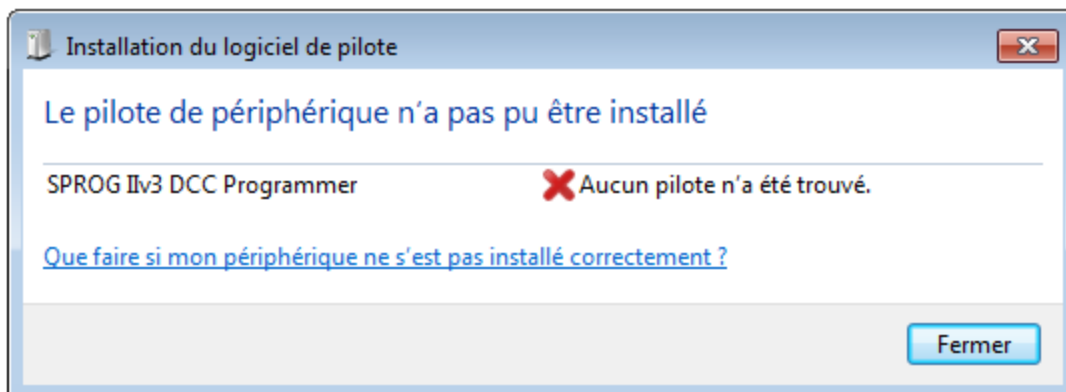 Installation du logiciel de pilote
Le pilote de périphérique n'a pas pu être installé
SPROG IIv3 DCC Programmer Aucun pilote n'a été trouvé.
Que faire si mon périphérique ne s'est pas installé correctement ?
Fermer